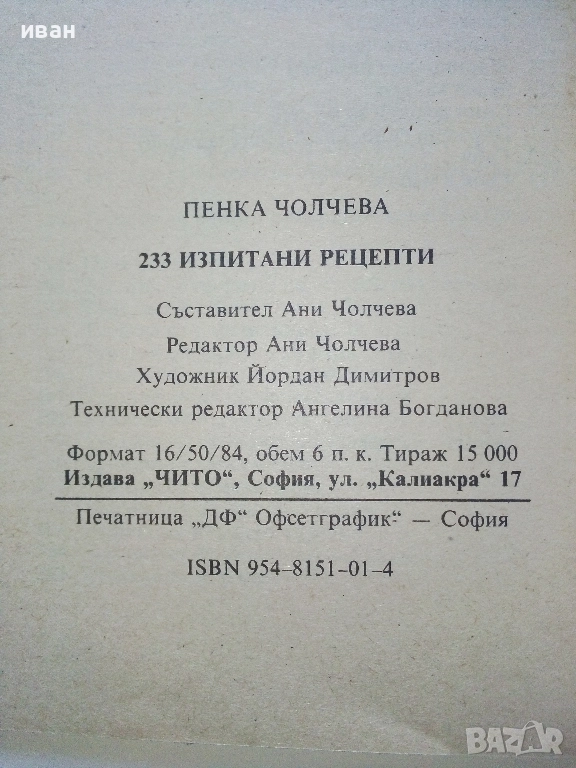 иван
ПЕНКА ЧОЛЧЕВА
233 ИЗПИТАНИ РЕЦЕПТИ
Съставител Ани Чолчева
Редактор Ани Чолчева
Художник Йордан Димитров
Технически редактор Ангелина Богданова
Формат 16/50/84, обем 6 п. к. Тираж 15 000
Издава „ЧИТО“, София, ул. „Калиакра“ 17
Печатница „ДФ“ Офсетграфик“ — София
ISBN 954–8151–01–4
BAZAR